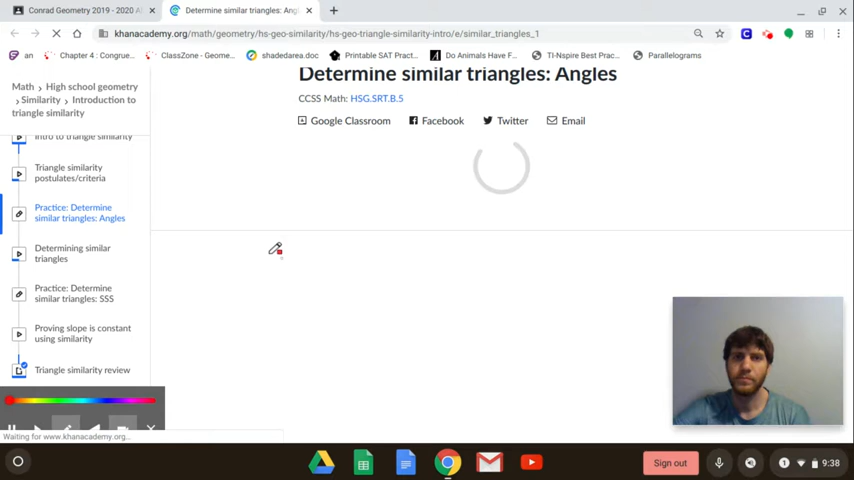 Conrad Geometry 2019 - 2020 A
Determine similar triangles: Angl
khanacademy.org/math/geometry/hs-geo-similarity/hs-geo-triangle-similarity-intro/e/similar_triangles_1
an
Chapter 4 : Congrue...
ClassZone - Geome...
shadedarea.doc
Printable SAT Pract...
Do Animals Have F...
TI-Nspire Best Prac...
Parallelograms
Math > High school geometry
> Similarity > Introduction to
triangle similarity
Intro to triangle similarity
Triangle similarity
postulates/criteria
Practice: Determine
similar triangles: Angles
Determining similar
triangles
Practice: Determine
similar triangles: SSS
Proving slope is constant
using similarity
Triangle similarity review
Determine similar triangles: Angles
CCSS Math: HSG.SRT.B.5
Google Classroom
Facebook
Twitter
Email
Waiting for www.khanacademy.org...
Sign out
1
9:38